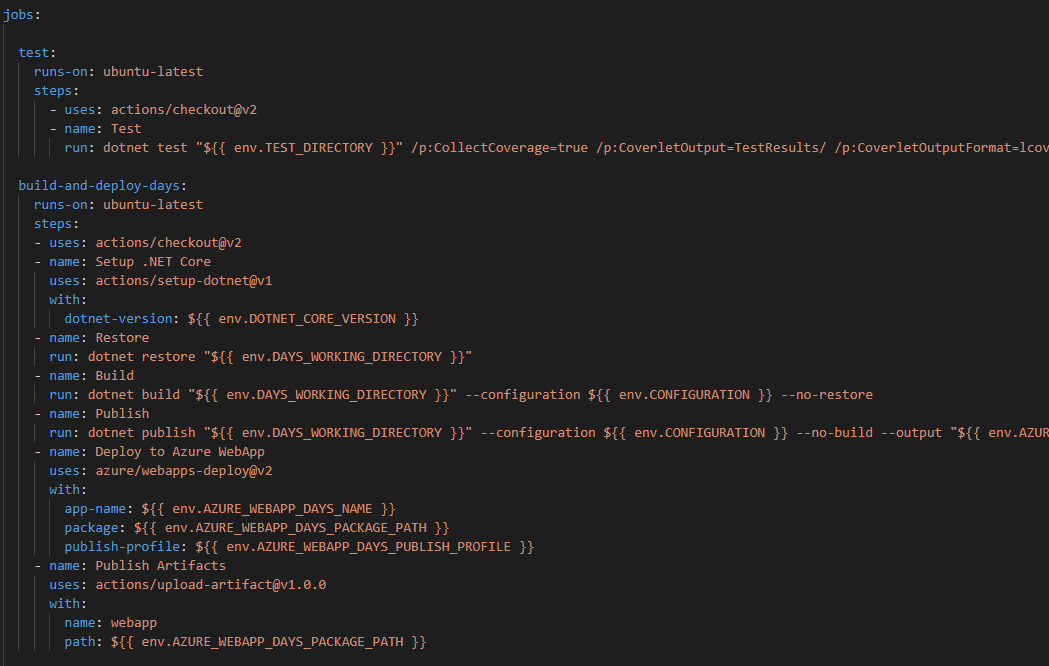 jobs:
  test:
    runs-on: ubuntu-latest
    steps:
      - uses: actions/checkout@v2
      - name: Test
        run: dotnet test "${{ env.TEST_DIRECTORY }}" /p:CollectCoverage=true /p:CoverletOutput=TestResults/ /p:CoverletOutputFormat=lcov
  build-and-deploy-days:
    runs-on: ubuntu-latest
    steps:
    - uses: actions/checkout@v2
    - name: Setup .NET Core
      uses: actions/setup-dotnet@v1
      with:
        dotnet-version: ${{ env.DOTNET_CORE_VERSION }}
    - name: Restore
      run: dotnet restore "${{ env.DAYS_WORKING_DIRECTORY }}"
    - name: Build
      run: dotnet build "${{ env.DAYS_WORKING_DIRECTORY }}" --configuration ${{ env.CONFIGURATION }} --no-restore
    - name: Publish
      run: dotnet publish "${{ env.DAYS_WORKING_DIRECTORY }}" --configuration ${{ env.CONFIGURATION }} --no-build --output "${{ env.AZUR
    - name: Deploy to Azure WebApp
      uses: azure/webapps-deploy@v2
      with:
        app-name: ${{ env.AZURE_WEBAPP_DAYS_NAME }}
        package: ${{ env.AZURE_WEBAPP_DAYS_PACKAGE_PATH }}
        publish-profile: ${{ env.AZURE_WEBAPP_DAYS_PUBLISH_PROFILE }}
    - name: Publish Artifacts
      uses: actions/upload-artifact@v1.0.0
      with:
        name: webapp
        path: ${{ env.AZURE_WEBAPP_DAYS_PACKAGE_PATH }}